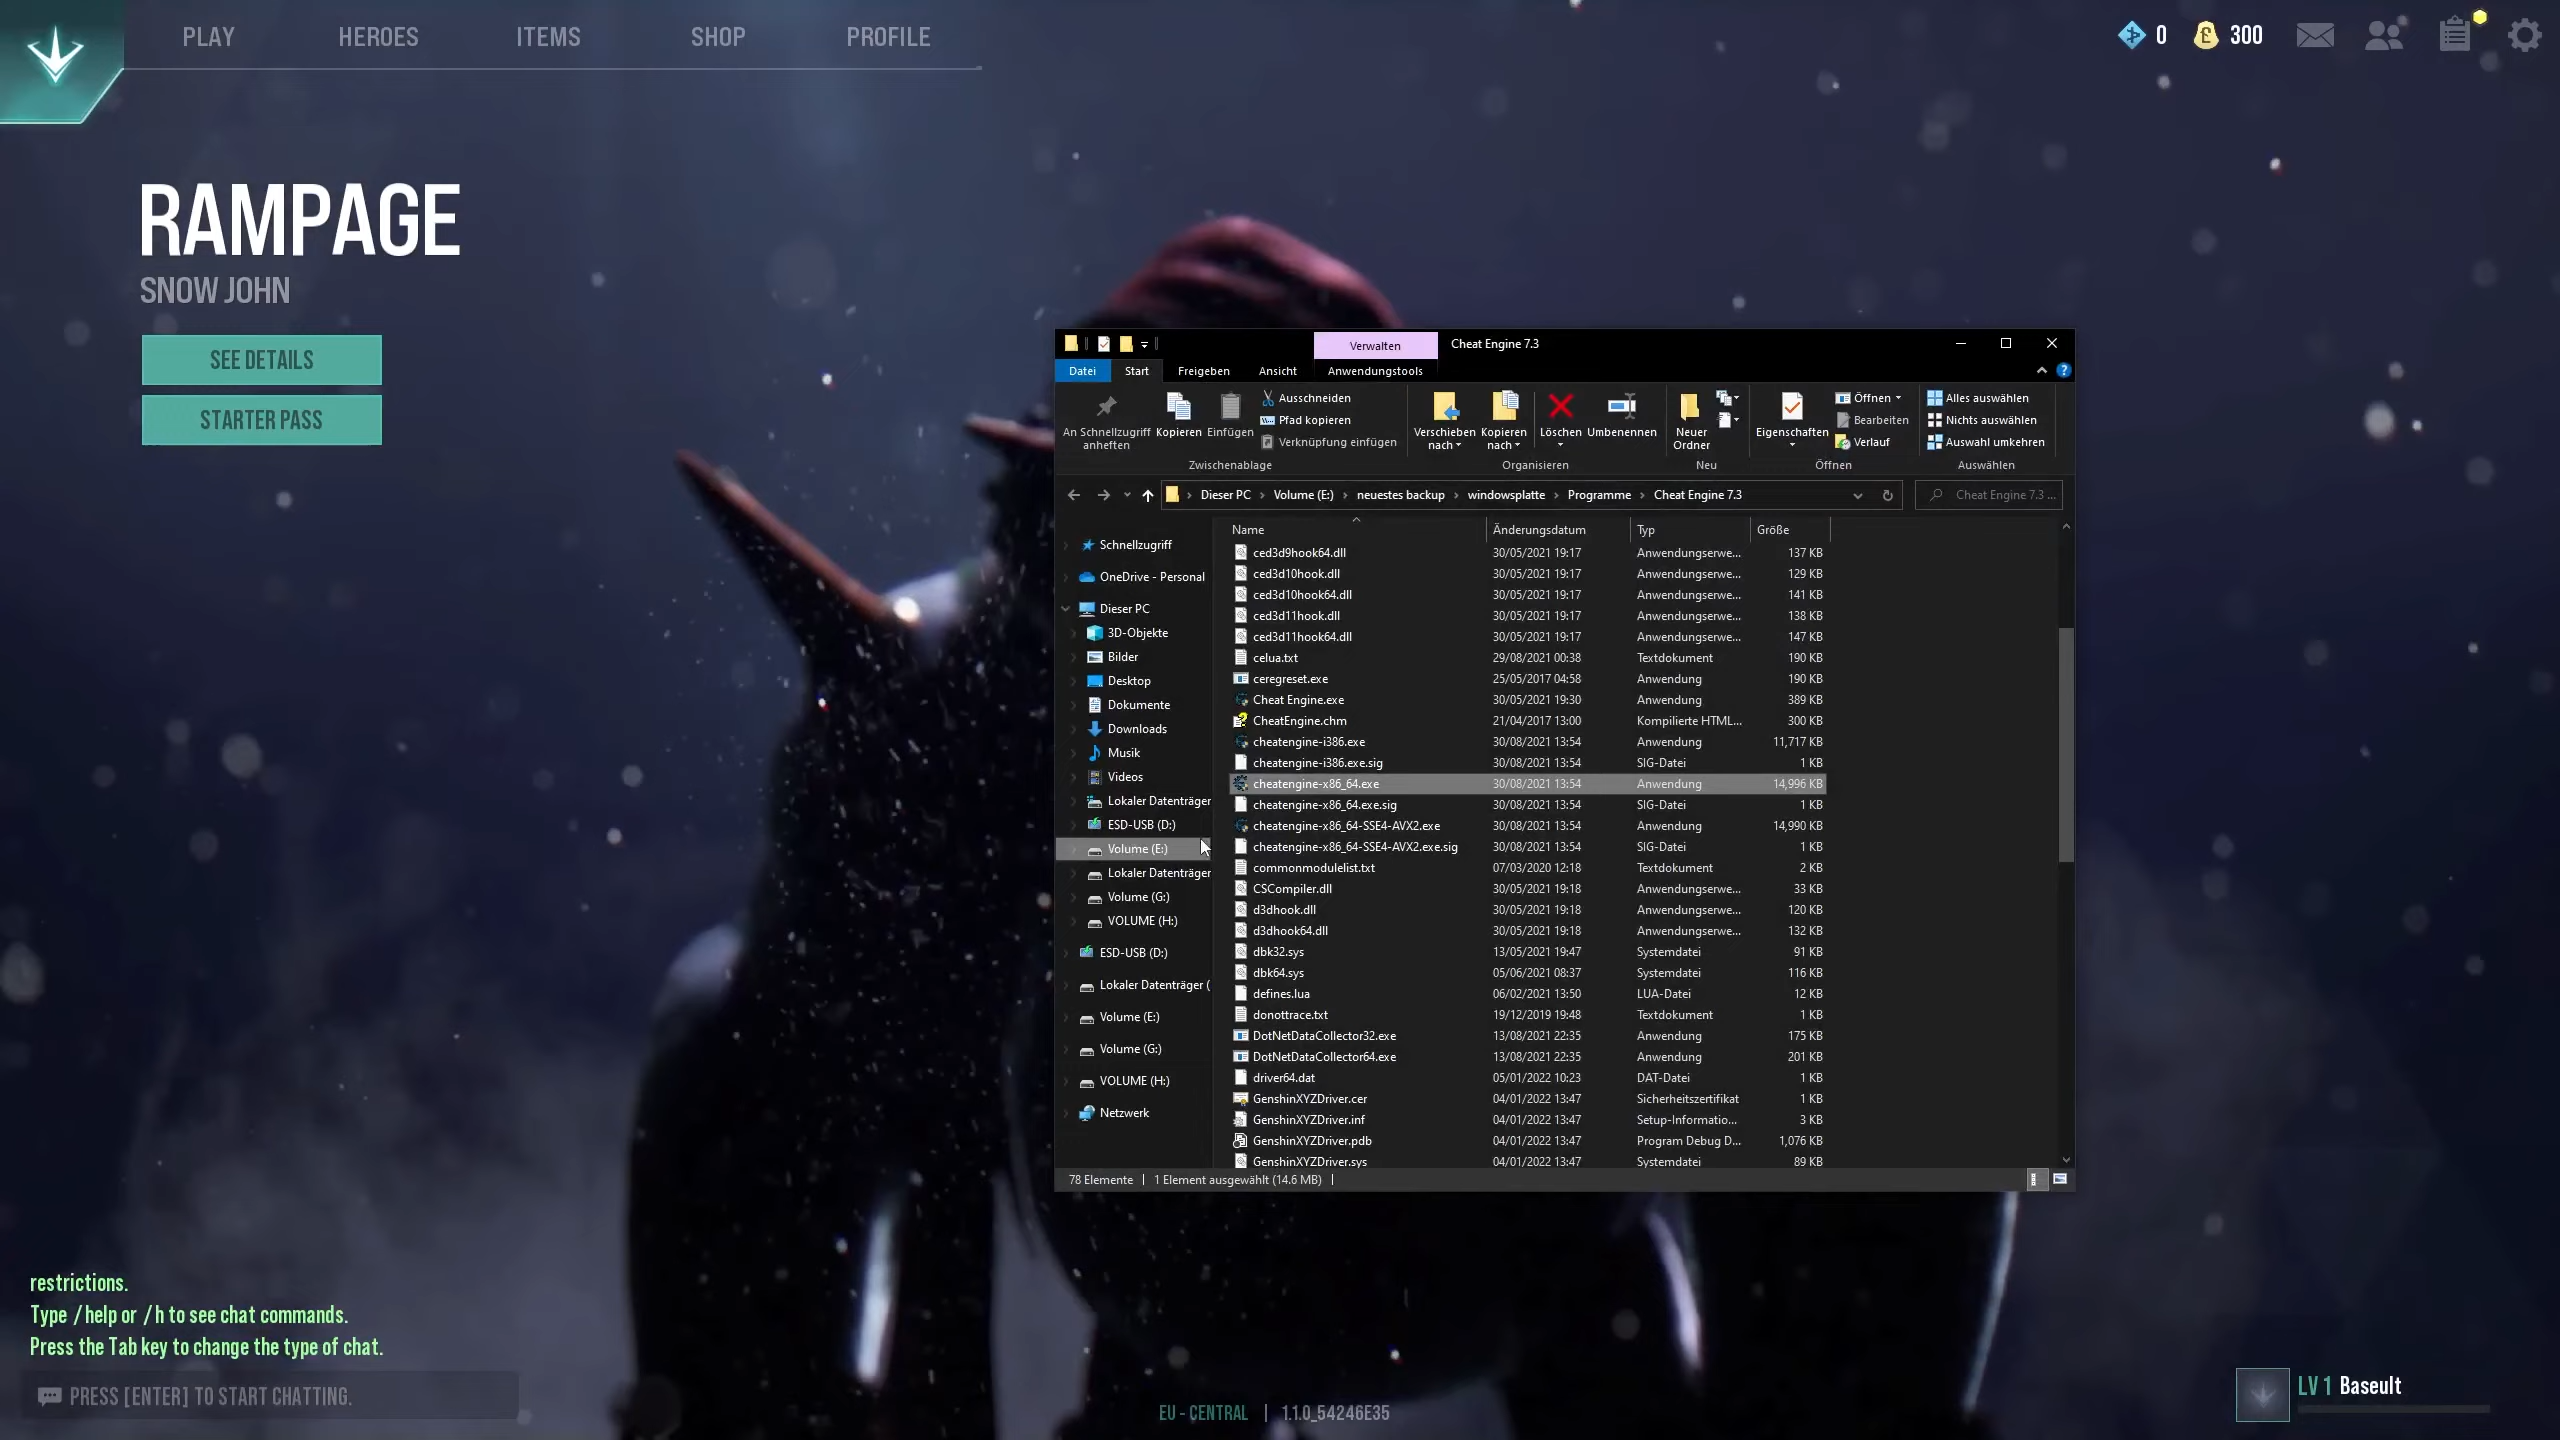 PLAY
HEROES
ITEMS
SHOP
PROFILE
0
300
RAMPAGE
SNOW JOHN
SEE DETAILS
STARTER PASS
Verwalten
Cheat Engine 7.3
Datei
Start
Freigeben
Ansicht
Anwendungstools
An Schnellzugriff
anheften
Kopieren
Einfügen
Ausschneiden
Pfad kopieren
Verknüpfung einfügen
Zwischenablage
Verschieben
nach
Kopieren
nach
Löschen
Umbenennen
Organisieren
Neuer
Ordner
Neu
Eigenschaften
Öffnen
Bearbeiten
Verlauf
Öffnen
Alles auswählen
Nichts auswählen
Auswahl umkehren
Auswählen
Dieser PC > Volume (E:) > neuestes backup > windowsplatte > Programme > Cheat Engine 7.3
Cheat Engine 7.3 ...
Schnellzugriff
OneDrive - Personal
Dieser PC
3D-Objekte
Bilder
Desktop
Dokumente
Downloads
Musik
Videos
Lokaler Datenträger
ESD-USB (D:)
Volume (E:)
Lokaler Datenträger
Volume (G:)
VOLUME (H:)
ESD-USB (D:)
Lokaler Datenträger (
Volume (E:)
Volume (G:)
VOLUME (H:)
Netzwerk
Name Änderungsdatum Typ Größe
ced3d9hook64.dll 30/05/2021 19:17 Anwendungserwe... 137 KB
ced3d10hook.dll 30/05/2021 19:17 Anwendungserwe... 129 KB
ced3d10hook64.dll 30/05/2021 19:17 Anwendungserwe... 141 KB
ced3d11hook.dll 30/05/2021 19:17 Anwendungserwe... 138 KB
ced3d11hook64.dll 30/05/2021 19:17 Anwendungserwe... 147 KB
celua.txt 29/08/2021 00:38 Textdokument 190 KB
ceregreset.exe 25/05/2017 04:58 Anwendung 190 KB
Cheat Engine.exe 30/05/2021 19:30 Anwendung 389 KB
CheatEngine.chm 21/04/2017 13:00 Kompilierte HTML... 300 KB
cheatengine-i386.exe 30/08/2021 13:54 Anwendung 11,717 KB
cheatengine-i386.exe.sig 30/08/2021 13:54 SIG-Datei 1 KB
cheatengine-x86_64.exe 30/08/2021 13:54 Anwendung 14,996 KB
cheatengine-x86_64.exe.sig 30/08/2021 13:54 SIG-Datei 1 KB
cheatengine-x86_64-SSE4-AVX2.exe 30/08/2021 13:54 Anwendung 14,990 KB
cheatengine-x86_64-SSE4-AVX2.exe.sig 30/08/2021 13:54 SIG-Datei 1 KB
commonmodulelist.txt 07/03/2020 12:18 Textdokument 2 KB
CSCompiler.dll 30/05/2021 19:18 Anwendungserwe... 33 KB
d3dhook.dll 30/05/2021 19:18 Anwendungserwe... 120 KB
d3dhook64.dll 30/05/2021 19:18 Anwendungserwe... 132 KB
dbk32.sys 13/05/2021 19:47 Systemdatei 91 KB
dbk64.sys 05/06/2021 08:37 Systemdatei 116 KB
defines.lua 06/02/2021 13:50 LUA-Datei 12 KB
donottrace.txt 19/12/2019 19:48 Textdokument 1 KB
DotNetDataCollector32.exe 13/08/2021 22:35 Anwendung 175 KB
DotNetDataCollector64.exe 13/08/2021 22:35 Anwendung 201 KB
driver64.dat 05/01/2022 10:23 DAT-Datei 1 KB
GenshinXYZDriver.cer 04/01/2022 13:47 Sicherheitszertifikat 1 KB
GenshinXYZDriver.inf 04/01/2022 13:47 Setup-Informatio... 3 KB
GenshinXYZDriver.pdb 04/01/2022 13:47 Program Debug D... 1,076 KB
GenshinXYZDriver.sys 04/01/2022 13:47 Systemdatei 89 KB
78 Elemente | 1 Element ausgewählt (14.6 MB) |
restrictions.
Type /help or /h to see chat commands.
Press the Tab key to change the type of chat.
PRESS [ENTER] TO START CHATTING.
EU - CENTRAL | 1.1.0_54246E35
LV 1 Baseult